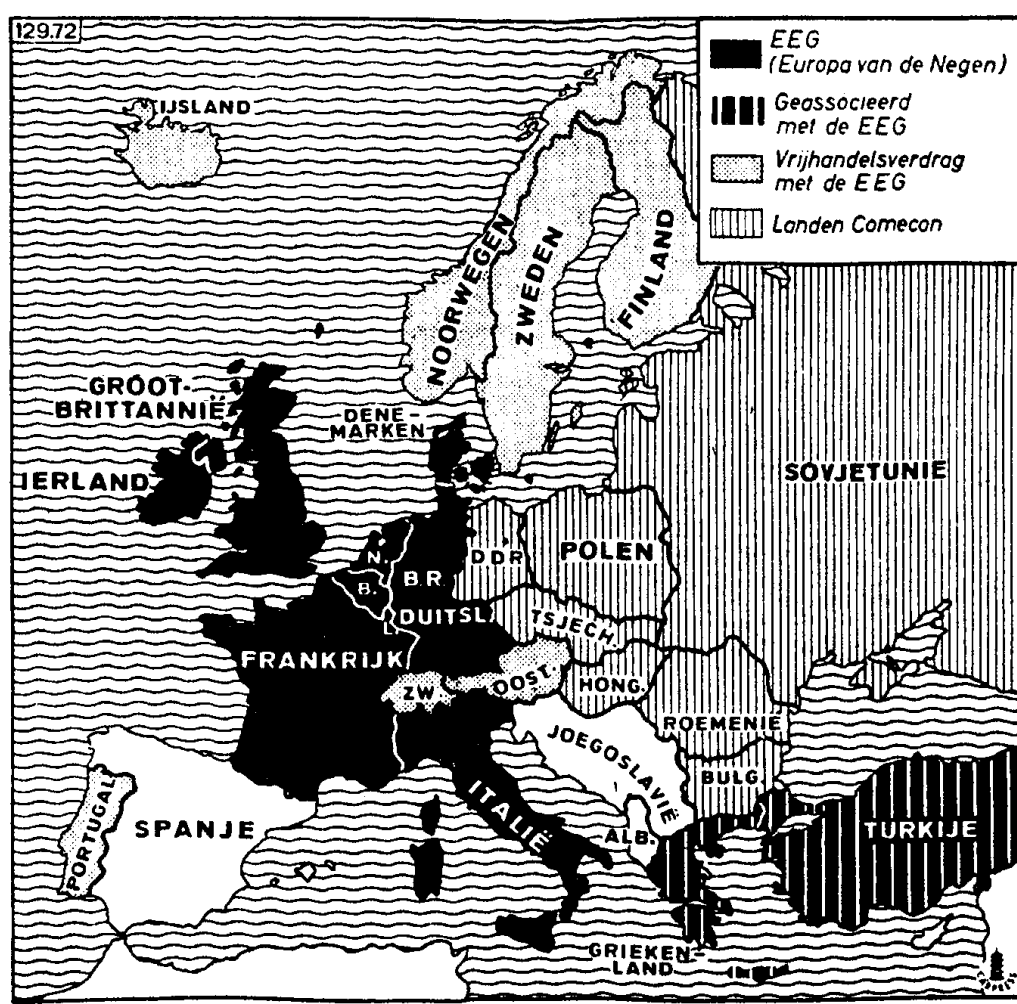 129.72
EEG
(Europa van de Negen)
Geassocieerd
met de EEG
Vrijhandelsverdrag
met de EEG
Landen Comecon
IJSLAND
NOORWEGEN
ZWEDEN
FINLAND
GROOT-
BRITTANNIË
DENE-
MARKEN
IERLAND
SOVJETUNIE
N.
B.
B.R.
DUITSL.
L.
DDR
POLEN
TSJECH.
FRANKRIJK
ZW.
OOST.
HONG.
ROEMENIË
JOEGOSLAVIË
BULG.
ITALIË
ALB.
TURKIJE
PORTUGAL
SPANJE
GRIEKEN-
LAND